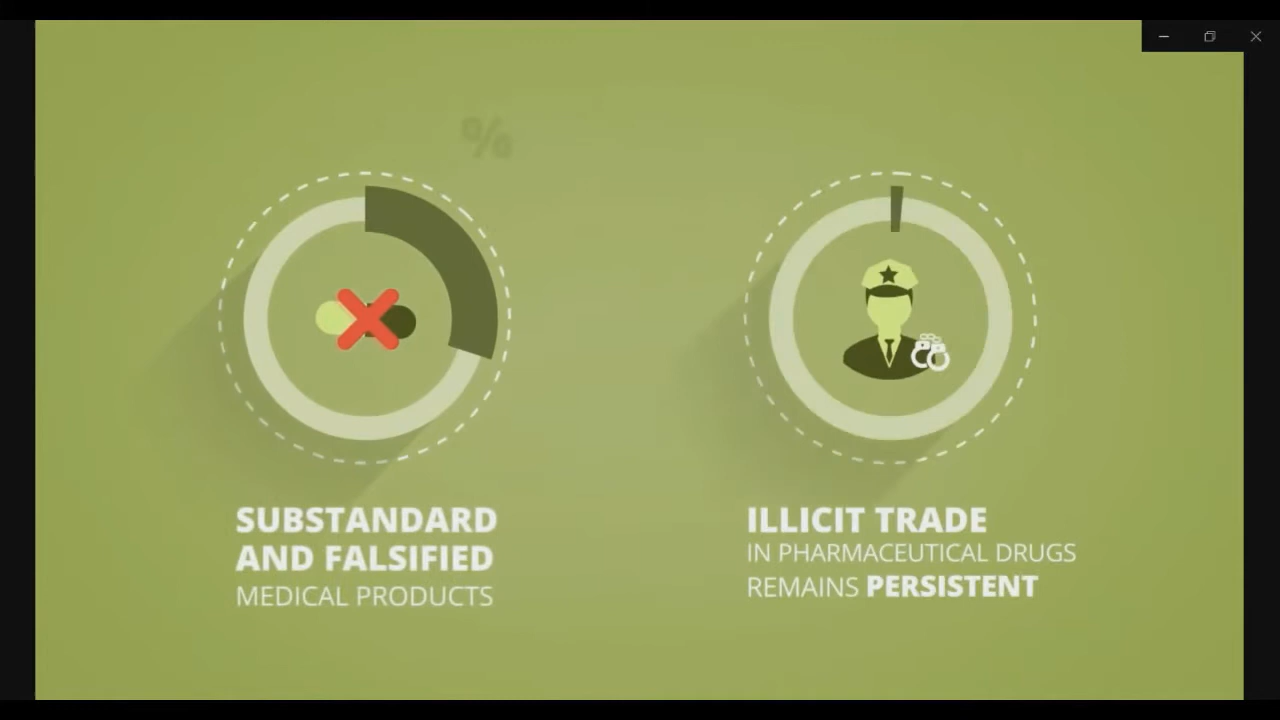 %
SUBSTANDARD
AND FALSIFIED
MEDICAL PRODUCTS
ILLICIT TRADE
IN PHARMACEUTICAL DRUGS
REMAINS PERSISTENT